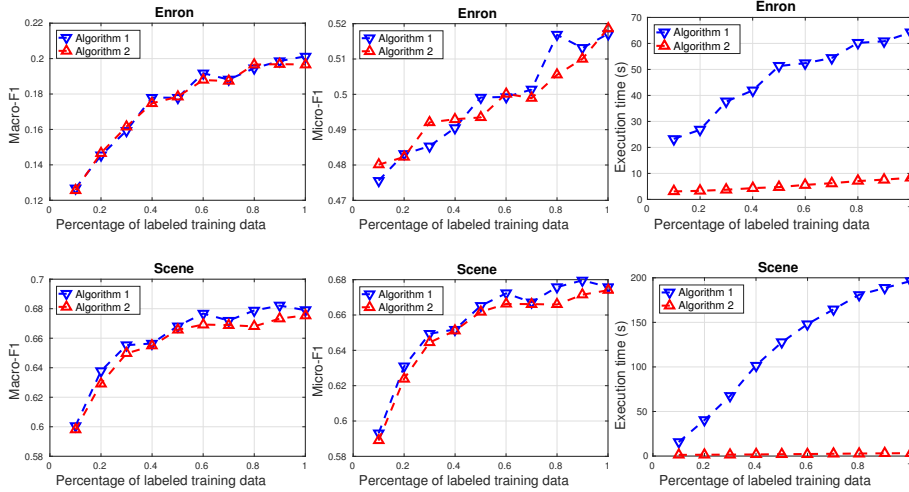 Enron
Macro-F1
0.2
0.18
0.16
0.14
0.12
Algorithm 1
Algorithm 2
0 0.2 0.4 0.6 0.8 1
Percentage of labeled training data
Enron
Micro-F1
0.52
0.51
0.5
0.49
0.48
0.47
Algorithm 1
Algorithm 2
0 0.2 0.4 0.6 0.8 1
Percentage of labeled training data
Enron
Execution time (s)
70
60
50
40
30
20
10
0
Algorithm 1
Algorithm 2
0 0.2 0.4 0.6 0.8 1
Percentage of labeled training data
Scene
Macro-F1
0.7
0.68
0.66
0.64
0.62
0.6
0.58
Algorithm 1
Algorithm 2
0 0.2 0.4 0.6 0.8 1
Percentage of labeled training data
Scene
Micro-F1
0.68
0.66
0.64
0.62
0.6
0.58
Algorithm 1
Algorithm 2
0 0.2 0.4 0.6 0.8 1
Percentage of labeled training data
Scene
Execution time (s)
200
150
100
50
0
Algorithm 1
Algorithm 2
0 0.2 0.4 0.6 0.8 1
Percentage of labeled training data